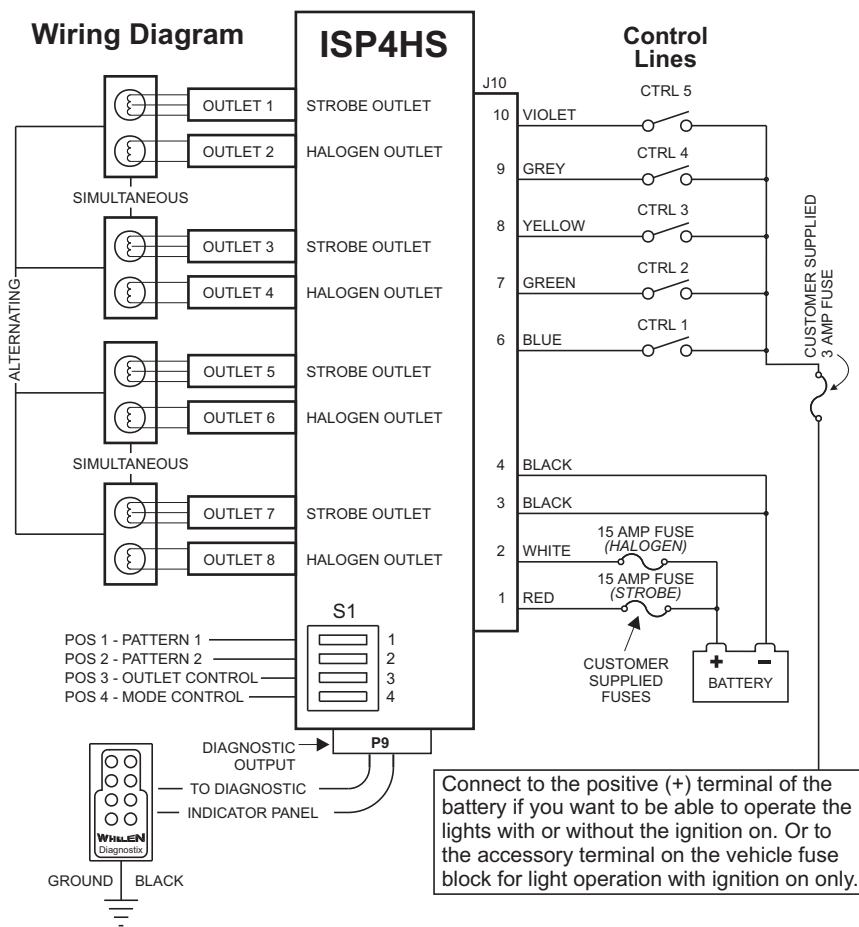 Wiring Diagram
ISP4HS
Control
Lines
J10
OUTLET 1
STROBE OUTLET
OUTLET 2
HALOGEN OUTLET
SIMULTANEOUS
OUTLET 3
STROBE OUTLET
OUTLET 4
HALOGEN OUTLET
ALTERNATING
OUTLET 5
STROBE OUTLET
OUTLET 6
HALOGEN OUTLET
SIMULTANEOUS
OUTLET 7
STROBE OUTLET
OUTLET 8
HALOGEN OUTLET
CTRL 5
10 VIOLET
CTRL 4
9 GREY
CTRL 3
8 YELLOW
CTRL 2
7 GREEN
CTRL 1
6 BLUE
CUSTOMER SUPPLIED
3 AMP FUSE
4 BLACK
3 BLACK
15 AMP FUSE
(HALOGEN)
2 WHITE
15 AMP FUSE
(STROBE)
1 RED
CUSTOMER
SUPPLIED
FUSES
+ -
BATTERY
S1
POS 1 - PATTERN 1 1
POS 2 - PATTERN 2 2
POS 3 - OUTLET CONTROL 3
POS 4 - MODE CONTROL 4
DIAGNOSTIC
OUTPUT
P9
TO DIAGNOSTIC
INDICATOR PANEL
WHELEN
Diagnostix
GROUND BLACK
Connect to the positive (+) terminal of the
battery if you want to be able to operate the
lights with or without the ignition on. Or to
the accessory terminal on the vehicle fuse
block for light operation with ignition on only.